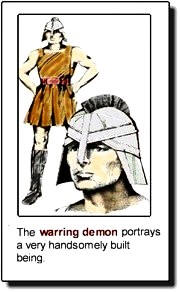 The warring demon portrays
a very handsomely built
being.